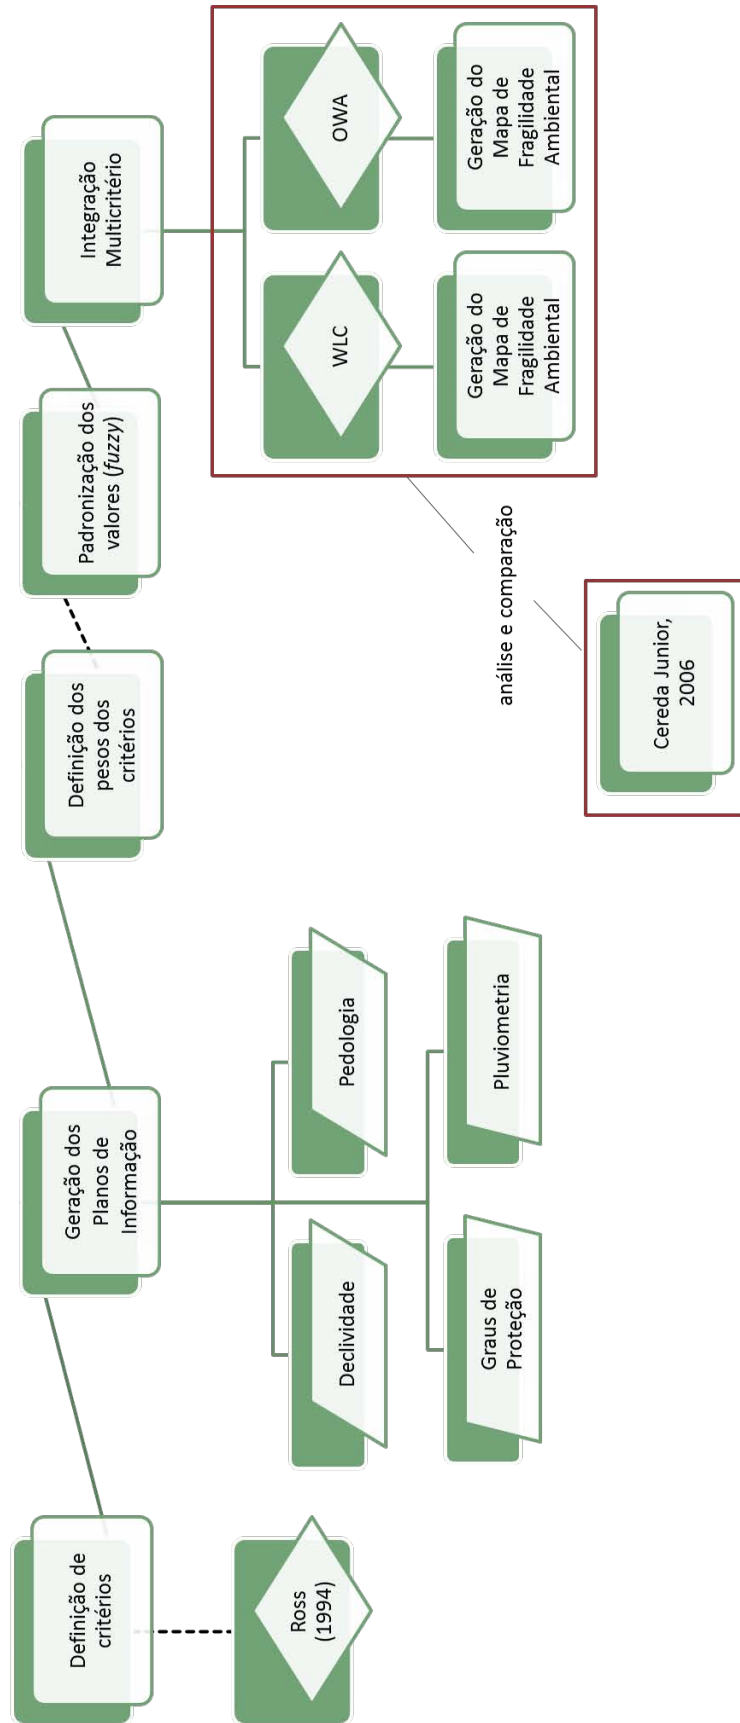 Definição de
critérios
Ross
(1994)
Geração dos
Planos de
Informação
Declividade
Pedologia
Graus de
Proteção
Pluviometria
Definição dos
pesos dos
critérios
Padronização dos
valores (fuzzy)
Integração
Multicritério
WLC
OWA
Geração do
Mapa de
Fragilidade
Ambiental
Geração do
Mapa de
Fragilidade
Ambiental
análise e comparação
Cereda Junior,
2006